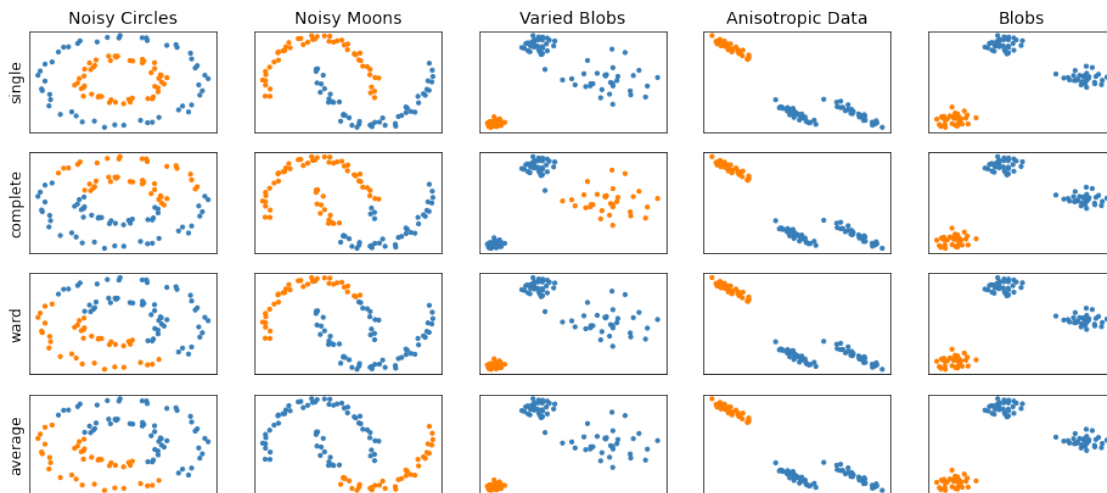 Noisy Circles Noisy Moons Varied Blobs Anisotropic Data Blobs
single
complete
ward
average